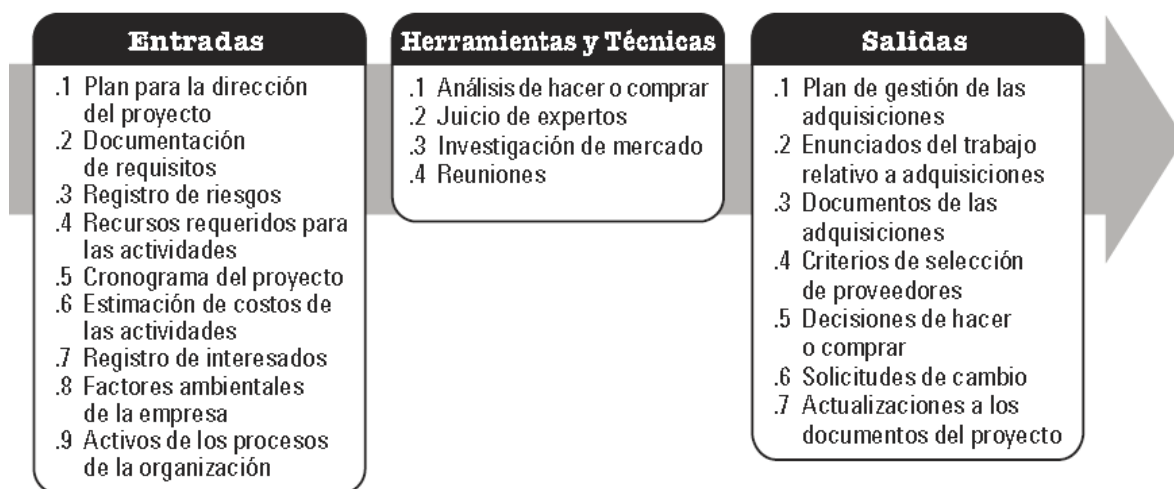 Entradas
.1 Plan para la dirección
del proyecto
.2 Documentación
de requisitos
.3 Registro de riesgos
.4 Recursos requeridos para
las actividades
.5 Cronograma del proyecto
.6 Estimación de costos de
las actividades
.7 Registro de interesados
.8 Factores ambientales
de la empresa
.9 Activos de los procesos
de la organización
Herramientas y Técnicas
.1 Análisis de hacer o comprar
.2 Juicio de expertos
.3 Investigación de mercado
.4 Reuniones
Salidas
.1 Plan de gestión de las
adquisiciones
.2 Enunciados del trabajo
relativo a adquisiciones
.3 Documentos de las
adquisiciones
.4 Criterios de selección
de proveedores
.5 Decisiones de hacer
o comprar
.6 Solicitudes de cambio
.7 Actualizaciones a los
documentos del proyecto